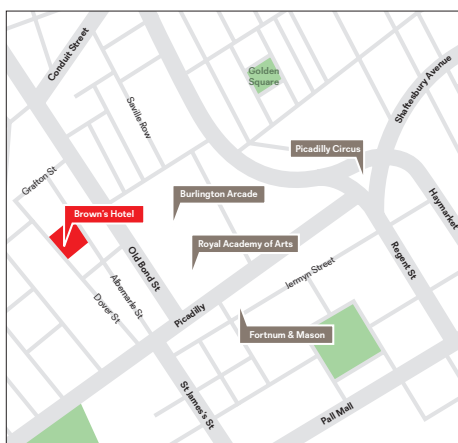 Conduit Street
Golden
Square
Shaftesbury Avenue
Saville Row
Picadilly Circus
Grafton St
Burlington Arcade
Haymarket
Brown's Hotel
Old Bond St
Royal Academy of Arts
Regent St
Jermyn Street
Albemarle St
Dover St
Picadilly
Fortnum & Mason
St James's St
Pall Mall